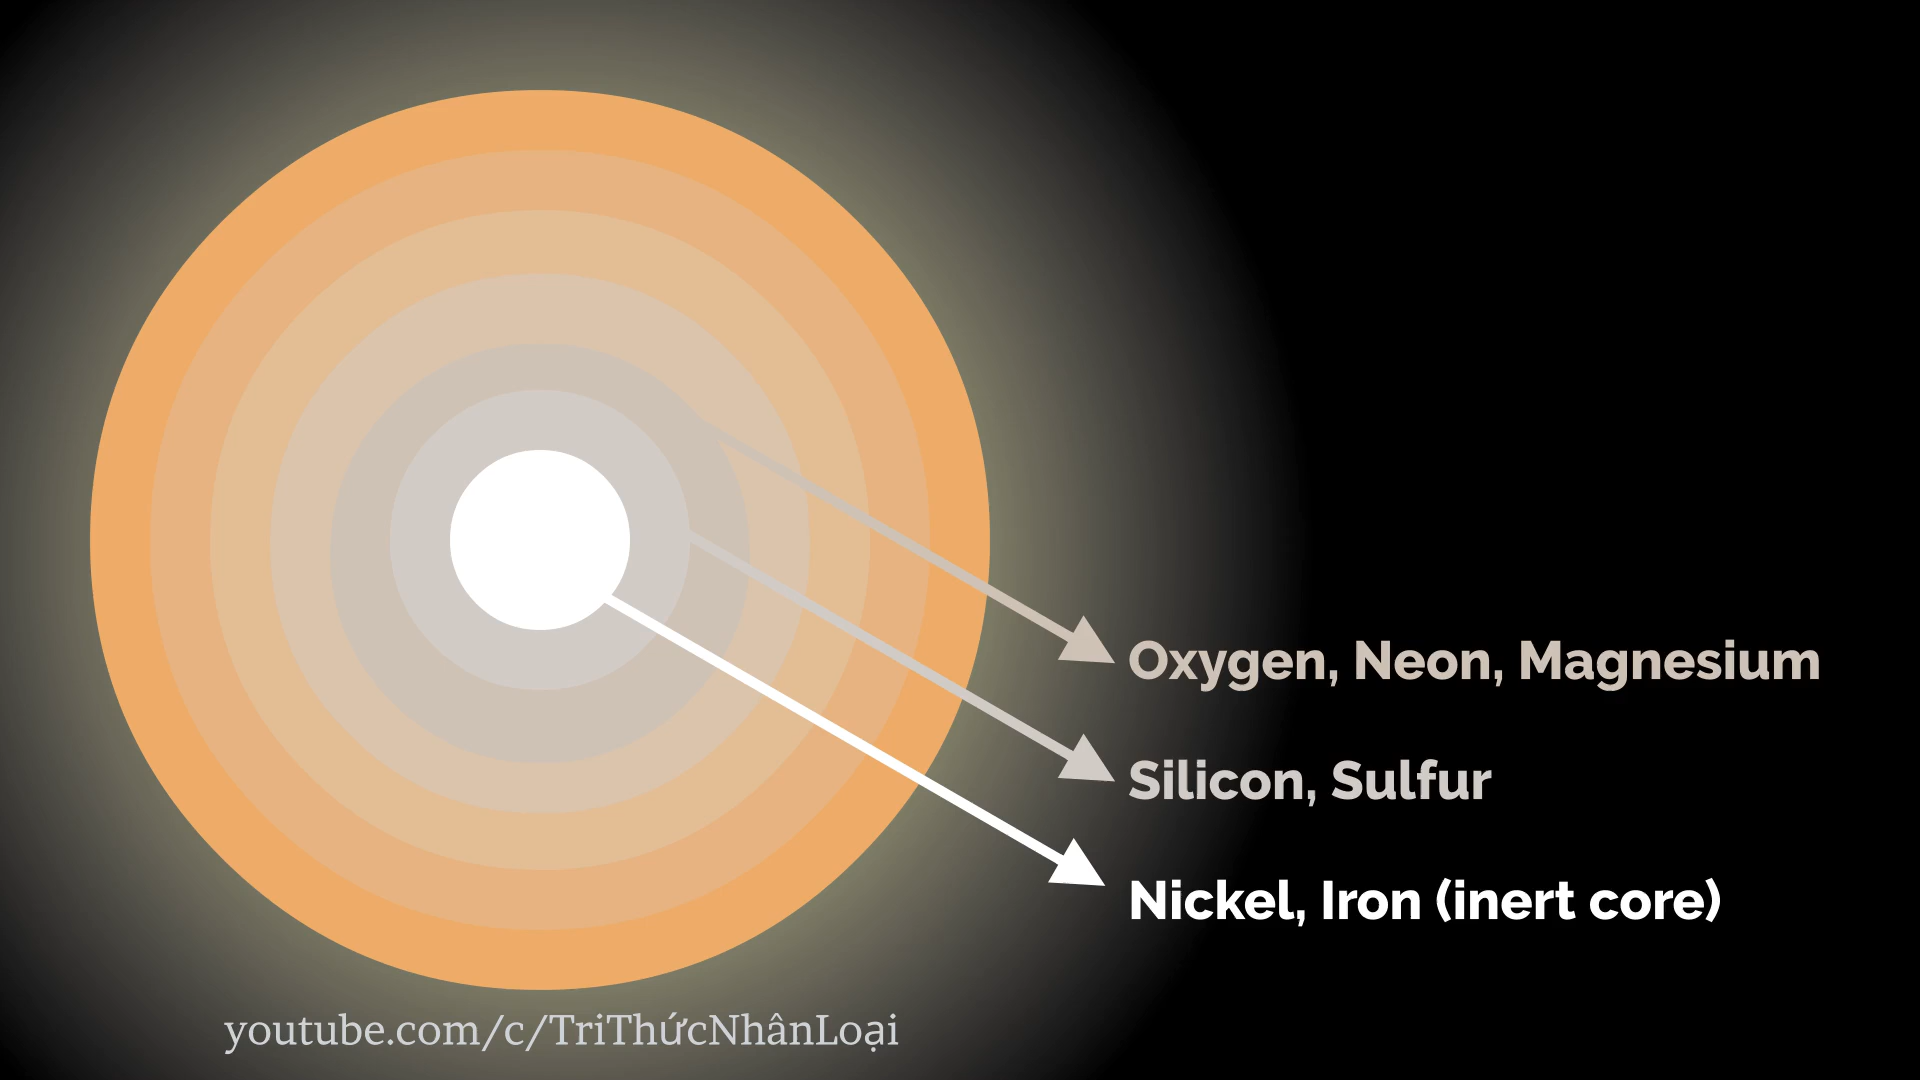 Oxygen, Neon, Magnesium
Silicon, Sulfur
Nickel, Iron (inert core)
youtube.com/c/TriThứcNhânLoại